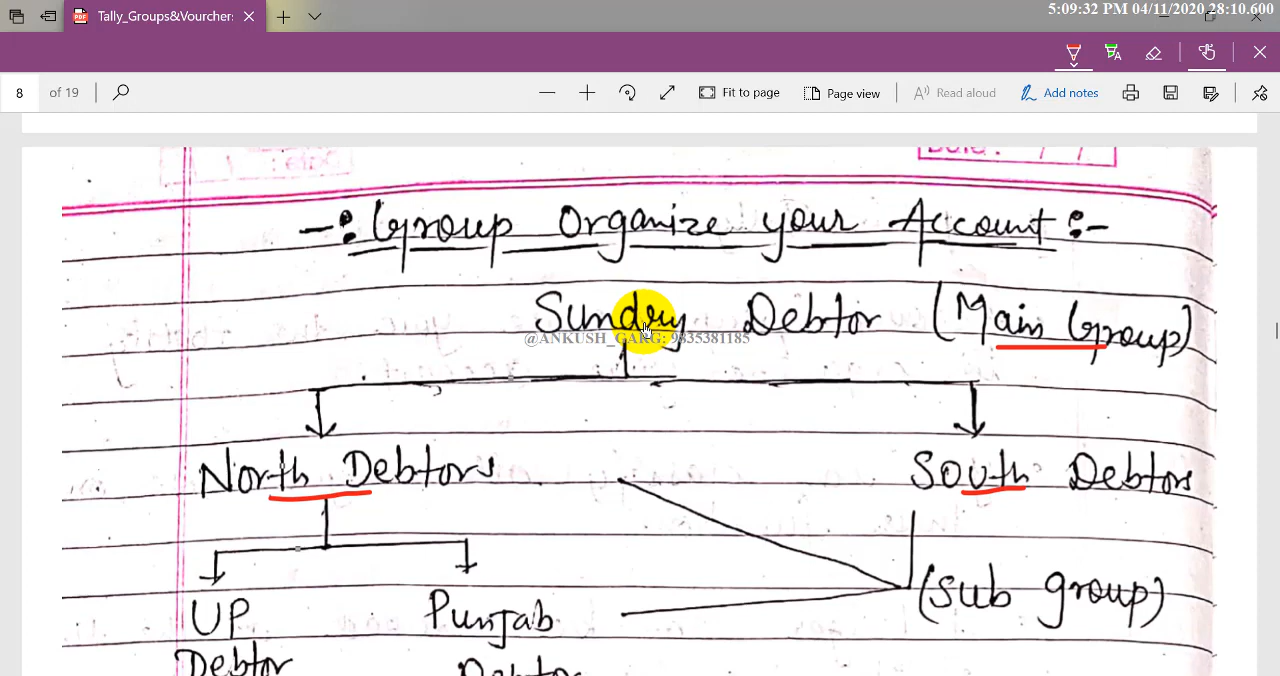 Tally_Groups&Vourcher:
5:09:32 PM 04/11/2020 28:10.600
8 of 19 Fit to page Page view Read aloud Add notes
-:Group Organize your Account:-
Sundry Debtor (Main Group)
@ANKUSH_GARG: 9835381185
North Debtors South Debtors
(Sub group)
UP Punjab
Debtor Debtor